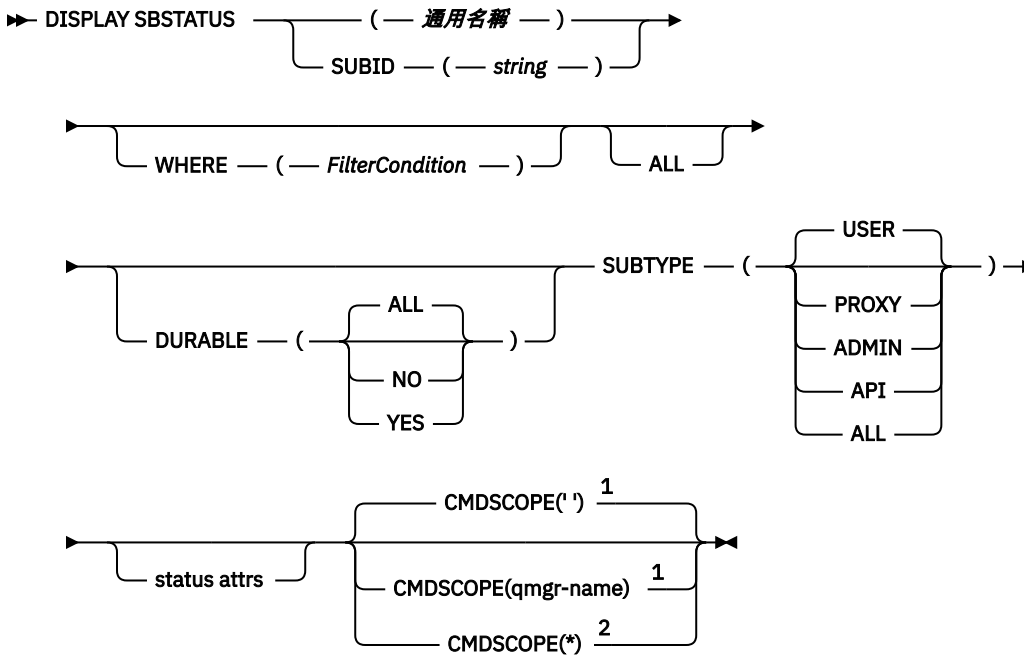 DISPLAY SBSTATUS ( 通用名稱 )
SUBID ( string )
WHERE ( FilterCondition ) ALL
USER
SUBTYPE ( )
PROXY
ADMIN
API
ALL
ALL
DURABLE ( )
NO
YES
CMDSCOPE(' ') 1
status attrs
CMDSCOPE(qmgr-name) 1
CMDSCOPE(*) 2